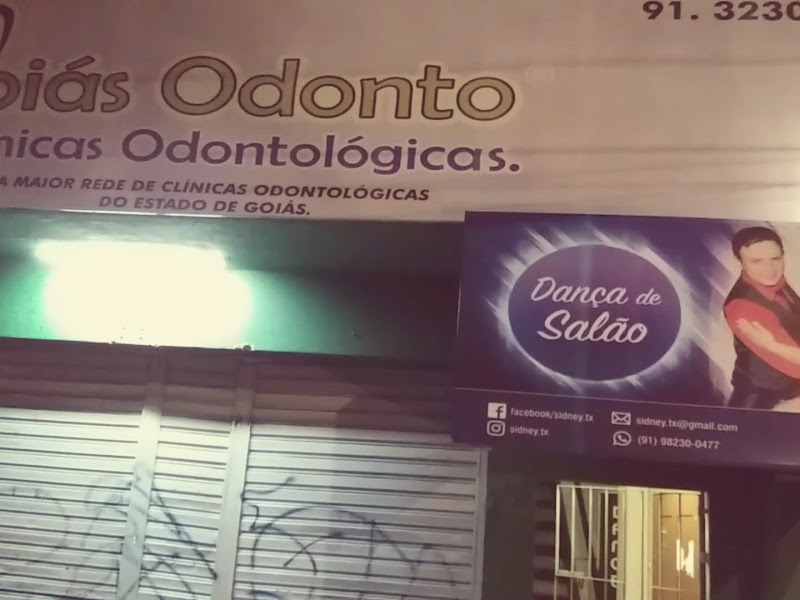 91. 3230
oiás Odonto
nicas Odontológicas.
A MAIOR REDE DE CLÍNICAS ODONTOLÓGICAS
DO ESTADO DE GOIÁS.
Dança de
Salão
facebook/sidney.tx
sidney.tx@gmail.com
sidney.tx
(91) 98230-0477
DANCE